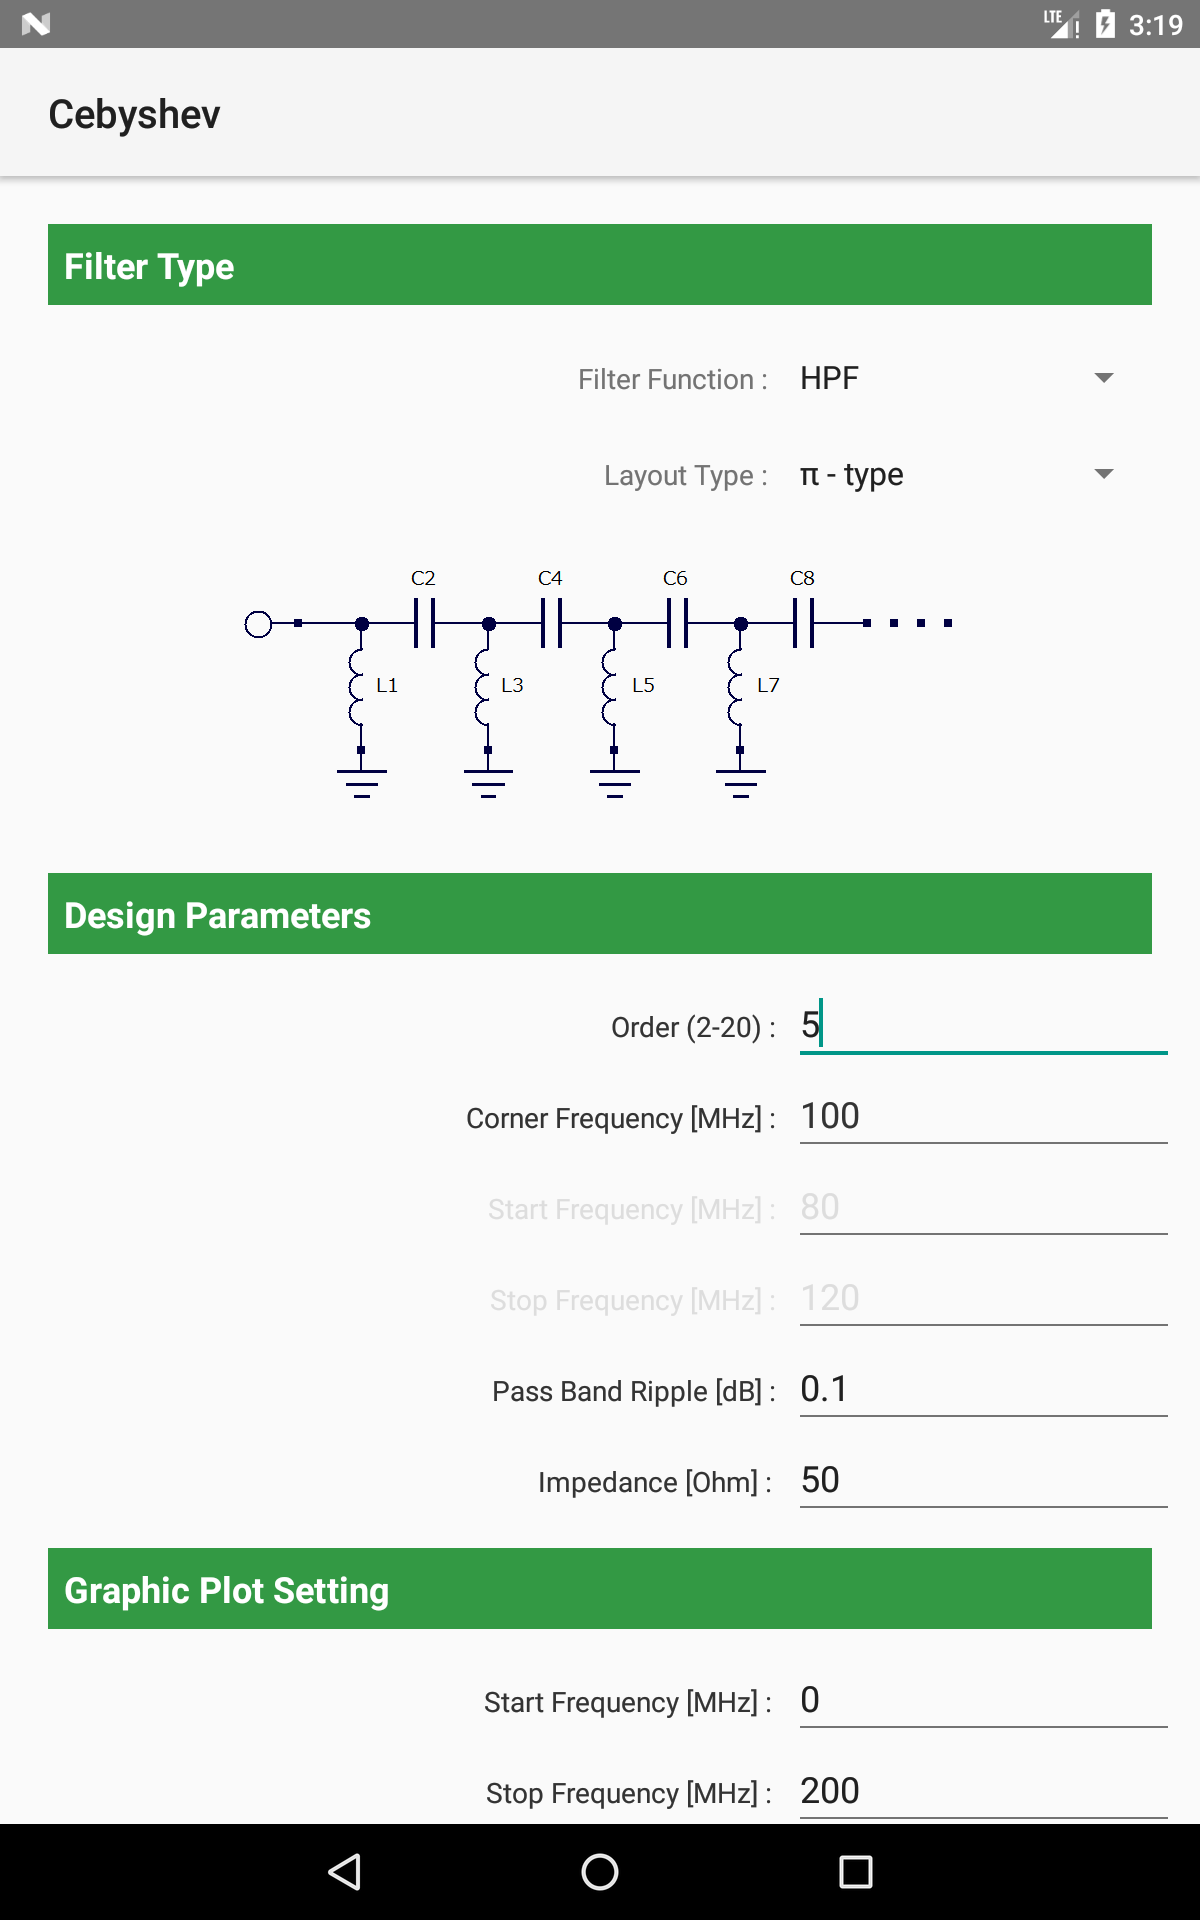 LTE 3:19
Cebyshev
Filter Type
Filter Function : HPF
Layout Type : π - type
C2 C4 C6 C8
L1 L3 L5 L7
Design Parameters
Order (2-20) : 5
Corner Frequency [MHz] : 100
Start Frequency [MHz] : 80
Stop Frequency [MHz] : 120
Pass Band Ripple [dB] : 0.1
Impedance [Ohm] : 50
Graphic Plot Setting
Start Frequency [MHz] : 0
Stop Frequency [MHz] : 200